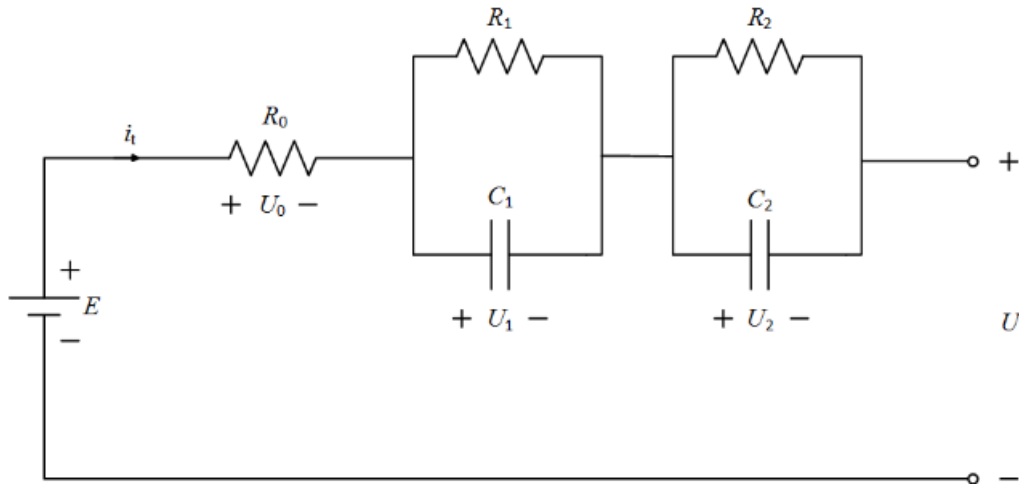 R₁
R₂
R₀
iₜ
+ U₀ −
+
C₁
C₂
+
E
+ U₁ −
+ U₂ −
U
−
−